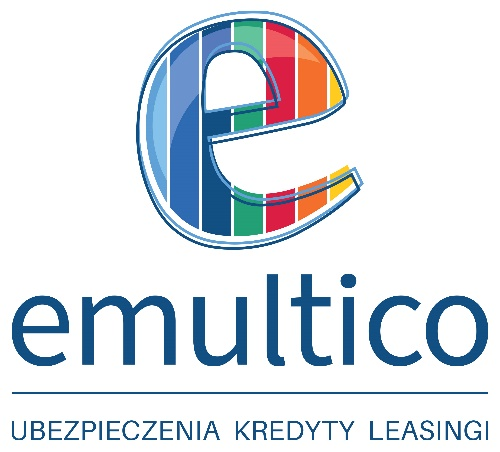 e
emultico
UBEZPIECZENIA KREDYTY LEASINGI